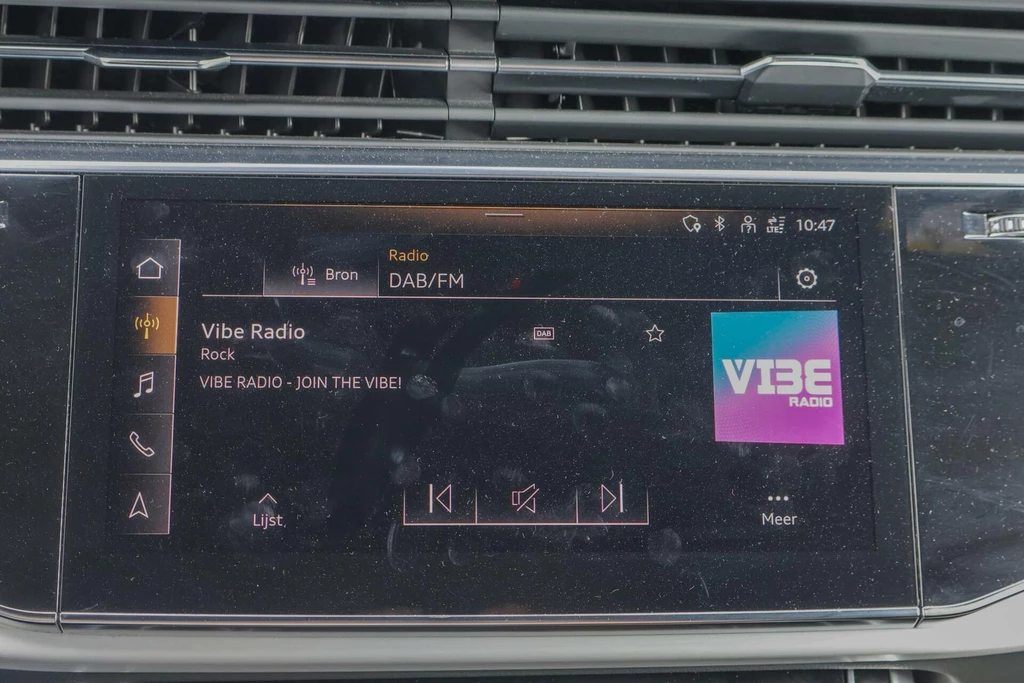 LTE
10:47
Bron
Radio
DAB/FM
Vibe Radio
DAB
Rock
VIBE RADIO - JOIN THE VIBE!
VIBE
RADIO
Lijst
Meer